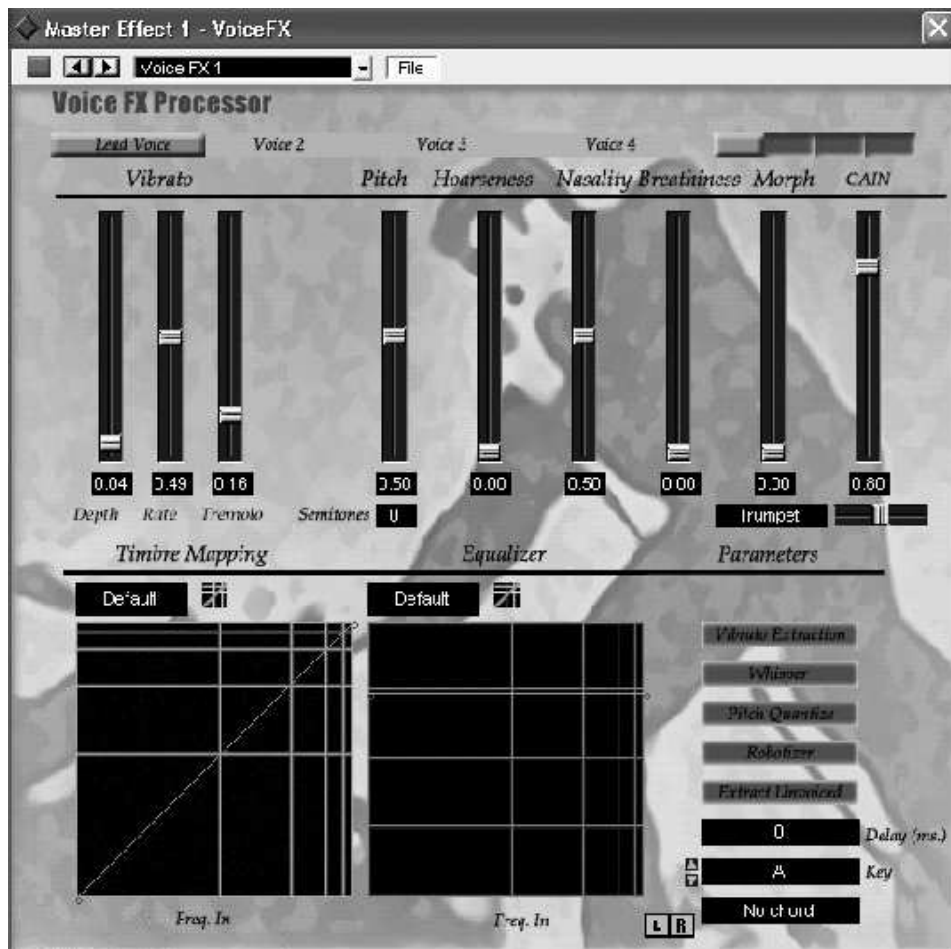 Master Effect 1 - VoiceFX
Voice FX 1 File
Voice FX Processor
Lead Voice Voice 2 Voice 3 Voice 4
Vibrato Pitch Hoarseness Nasality Breathiness Morph GAIN
0.04 0.49 0.16 0.50 0.00 0.50 0.00 0.00 0.80
Depth Rate Tremolo Semitones 0 Trumpet
Timbre Mapping Equalizer Parameters
Default Default
Vibrato Extraction
Whisper
Pitch Quantize
Robotizer
Extract Unvoiced
0 Delay (ms.)
A Key
No chord
Freq. In Freq. In L R